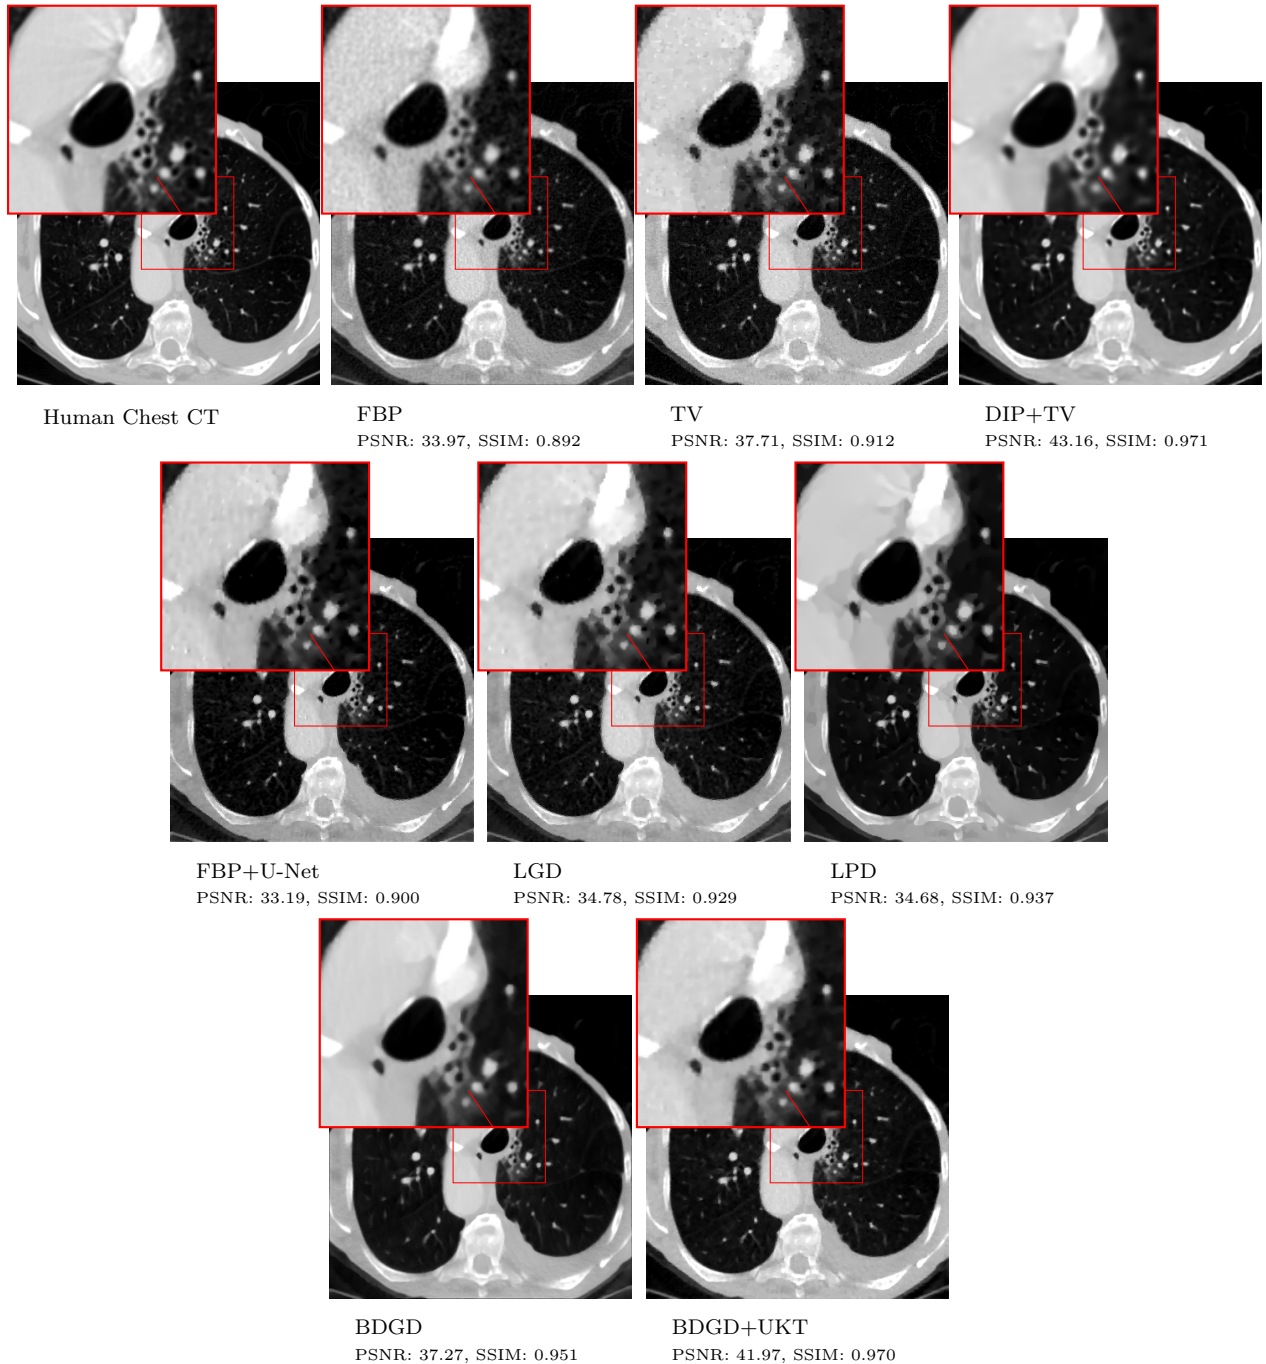 Human Chest CT
FBP
PSNR: 33.97, SSIM: 0.892
TV
PSNR: 37.71, SSIM: 0.912
DIP+TV
PSNR: 43.16, SSIM: 0.971
FBP+U-Net
PSNR: 33.19, SSIM: 0.900
LGD
PSNR: 34.78, SSIM: 0.929
LPD
PSNR: 34.68, SSIM: 0.937
BDGD
PSNR: 37.27, SSIM: 0.951
BDGD+UKT
PSNR: 41.97, SSIM: 0.970